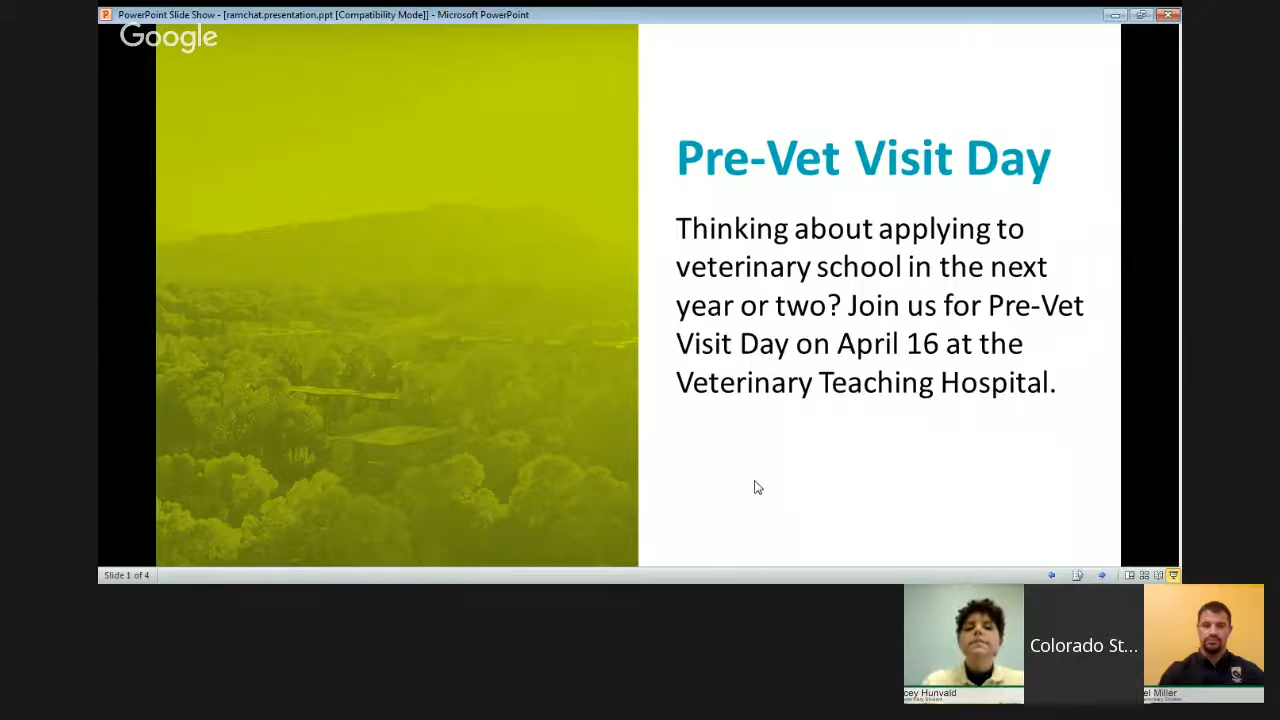 PowerPoint Slide Show - [ramchat.presentation.ppt [Compatibility Mode]] - Microsoft PowerPoint
Google
Pre-Vet Visit Day
Thinking about applying to
veterinary school in the next
year or two? Join us for Pre-Vet
Visit Day on April 16 at the
Veterinary Teaching Hospital.
Slide 1 of 4
Colorado St...
cey Hunvald
el Miller